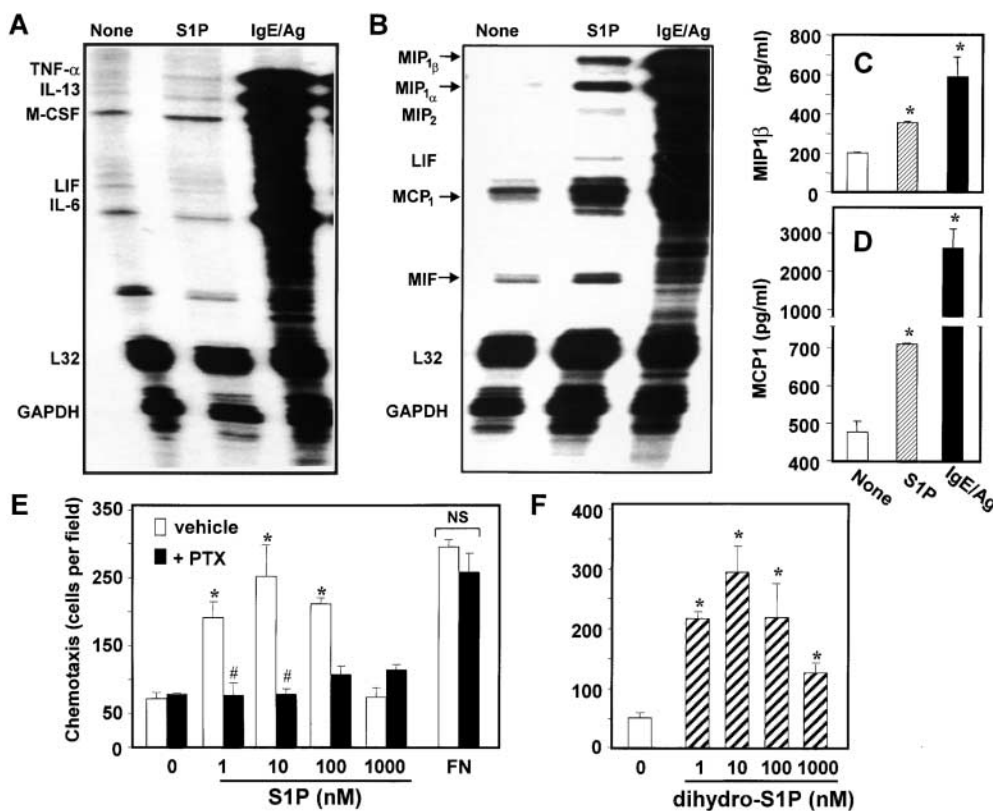 A
None S1P IgE/Ag
TNF-α
IL-13
M-CSF
LIF
IL-6
L32
GAPDH
B
None S1P IgE/Ag
MIP1β
MIP1α
MIP2
LIF
MCP1
MIF
L32
GAPDH
C
MIP1β (pg/ml)
800
600
400
200
0
*
*
D
MCP1 (pg/ml)
3000
2000
1000
700
600
500
400
*
*
None S1P IgE/Ag
E
Chemotaxis (cells per field)
350
250
150
50
0
vehicle
+ PTX
*
*
*
#
#
NS
0 1 10 100 1000 FN
S1P (nM)
F
400
300
200
100
0
*
*
*
*
0 1 10 100 1000
dihydro-S1P (nM)